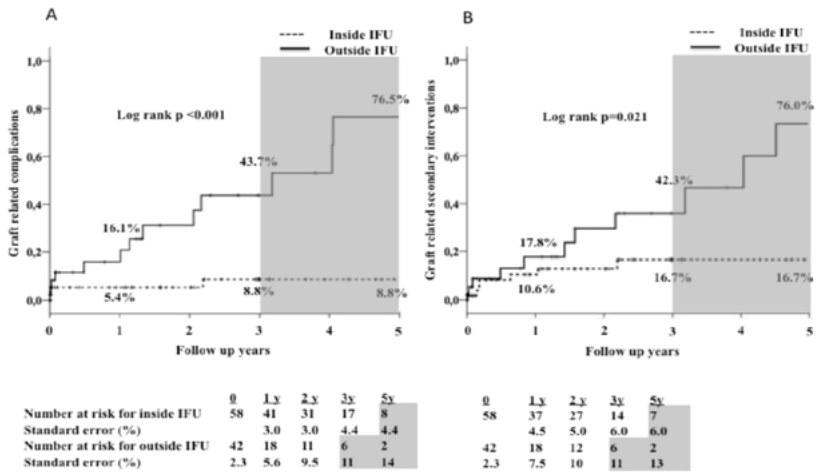 A
Inside IFU
Outside IFU
Graft related complications
1,0
0,8
0,6
0,4
0,2
0,0
Log rank p <0.001
76.5%
43.7%
16.1%
5.4%
8.8%
8.8%
0 1 2 3 4 5
Follow up years
B
Inside IFU
Outside IFU
Graft related secondary interventions
1,0
0,8
0,6
0,4
0,2
0,0
Log rank p=0.021
76.0%
42.3%
17.8%
10.6%
16.7%
16.7%
0 1 2 3 4 5
Follow up years
0 1 y 2 y 3y 5y
Number at risk for inside IFU 58 41 31 17 8
Standard error (%) 3.0 3.0 4.4 4.4
Number at risk for outside IFU 42 18 11 6 2
Standard error (%) 2.3 5.6 9.5 11 14
0 1 y 2 y 3y 5y
58 37 27 14 7
4.5 5.0 6.0 6.0
42 18 12 6 2
2.3 7.5 10 11 13